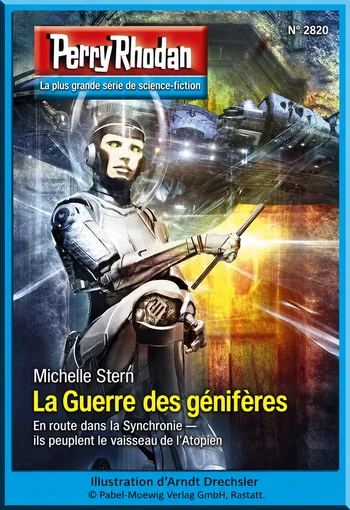 Perry Rhodan
N° 2820
La plus grande série de science-fiction
Michelle Stern
La Guerre des génifères
En route dans la Synchronie —
ils peuplent le vaisseau de l'Atopien
Illustration d'Arndt Drechsler
© Pabel-Moewig Verlag GmbH, Rastatt.